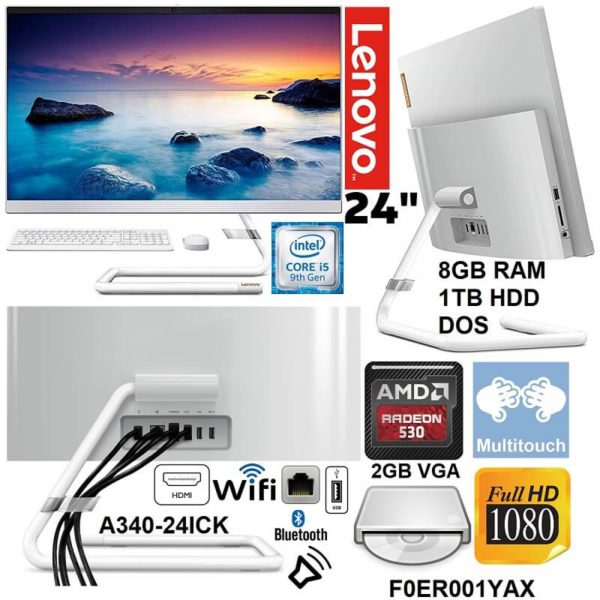 Lenovo™
24"
LENOVO
intel
CORE i5
9th Gen
8GB RAM
1TB HDD
DOS
AMD
RADEON
530
2GB VGA
Multitouch
HDMI
WiFi
USB
A340-24ICK
Bluetooth
Full HD
1080
F0ER001YAX